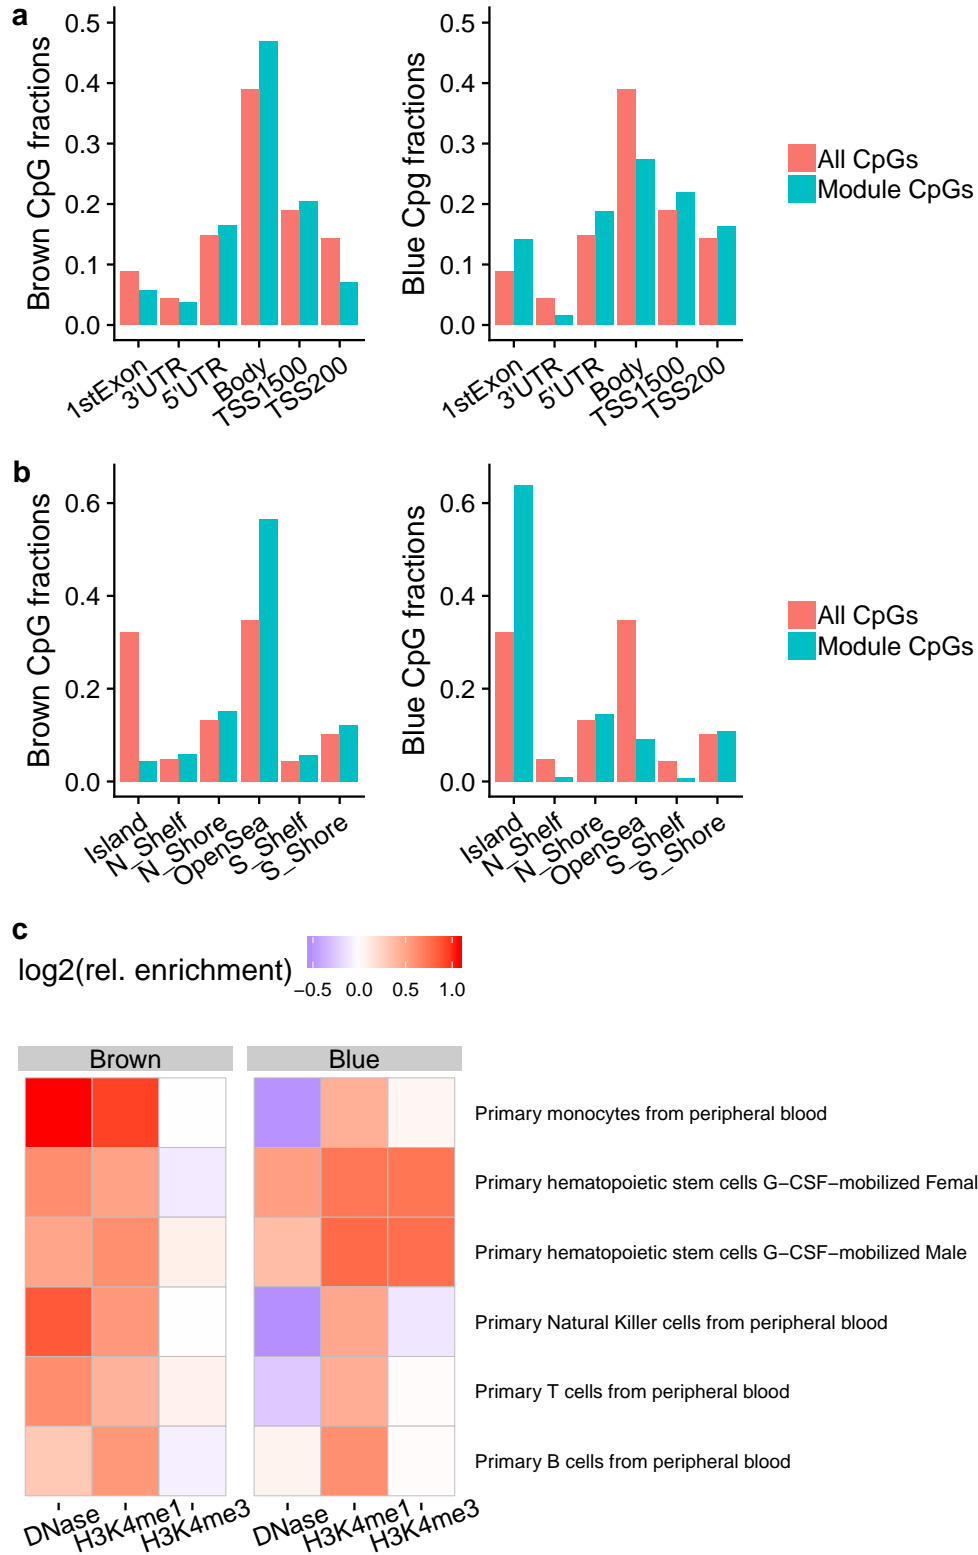 a
Brown CpG fractions
0.5
0.4
0.3
0.2
0.1
0.0
1stExon
3'UTR
5'UTR
Body
TSS1500
TSS200
Blue Cpg fractions
0.5
0.4
0.3
0.2
0.1
0.0
1stExon
3'UTR
5'UTR
Body
TSS1500
TSS200
All CpGs
Module CpGs
b
Brown CpG fractions
0.6
0.4
0.2
0.0
Island
N_Shelf
N_Shore
OpenSea
S_Shelf
S_Shore
Blue CpG fractions
0.6
0.4
0.2
0.0
Island
N_Shelf
N_Shore
OpenSea
S_Shelf
S_Shore
All CpGs
Module CpGs
c
log2(rel. enrichment)
−0.5 0.0 0.5 1.0
Brown
Blue
Primary monocytes from peripheral blood
Primary hematopoietic stem cells G−CSF−mobilized Femal
Primary hematopoietic stem cells G−CSF−mobilized Male
Primary Natural Killer cells from peripheral blood
Primary T cells from peripheral blood
Primary B cells from peripheral blood
DNase
H3K4me1
H3K4me3
DNase
H3K4me1
H3K4me3